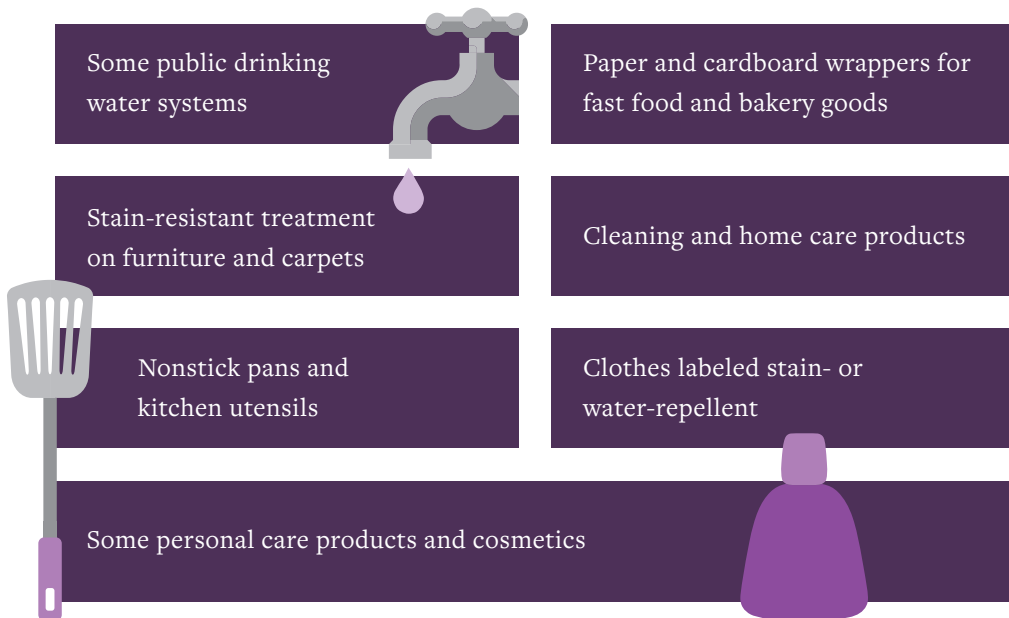 Some public drinking
water systems
Paper and cardboard wrappers for
fast food and bakery goods
Stain-resistant treatment
on furniture and carpets
Cleaning and home care products
Nonstick pans and
kitchen utensils
Clothes labeled stain- or
water-repellent
Some personal care products and cosmetics